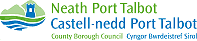 Neath Port Talbot
Castell-nedd Port Talbot
County Borough Council Cyngor Bwrdeistref Sirol